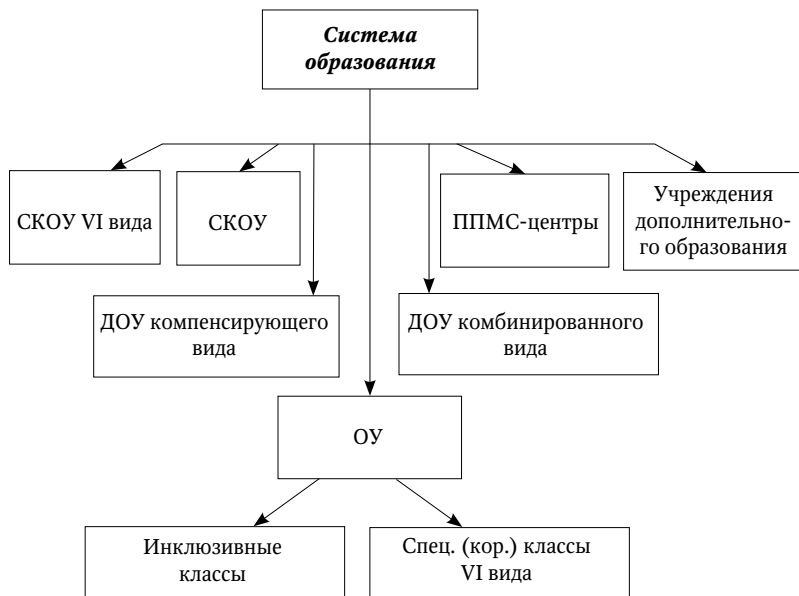 Система
образования
СКОУ VI вида
СКОУ
ППМС-центры
Учреждения
дополнительно-
го образования
ДОУ компенсирующего
вида
ДОУ комбинированного
вида
ОУ
Инклюзивные
классы
Спец. (кор.) классы
VI вида